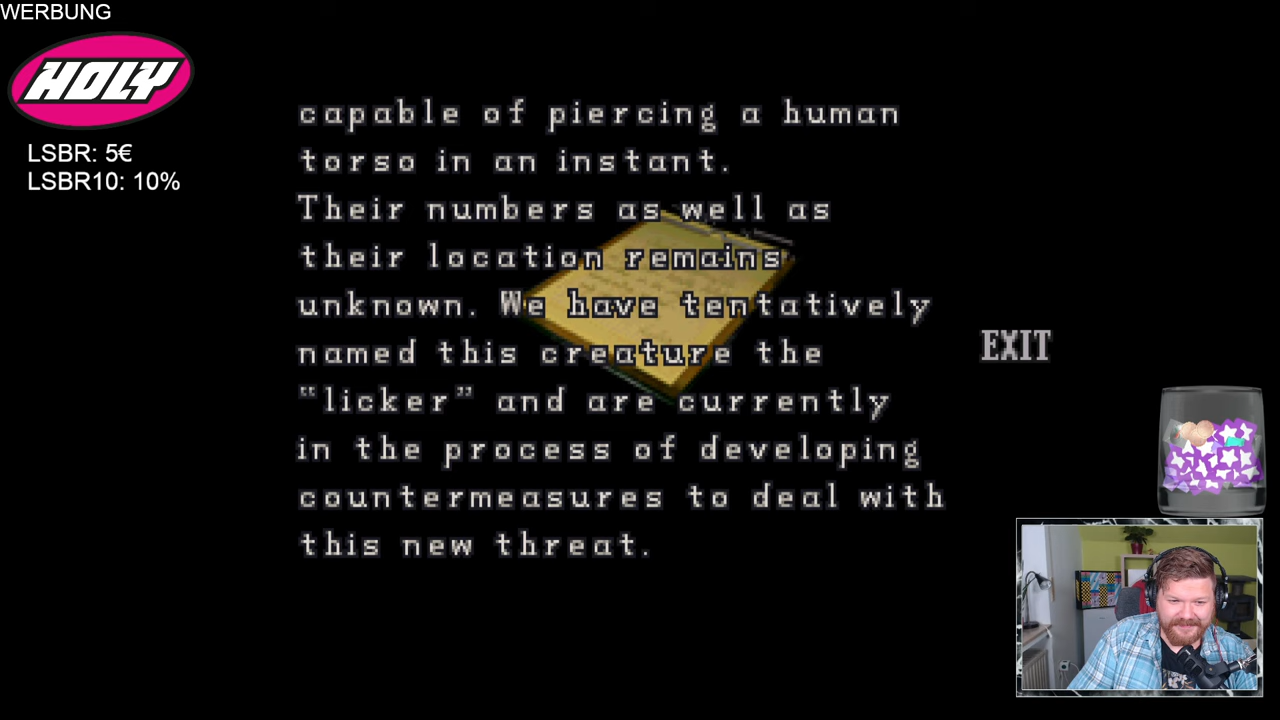 WERBUNG
HOLY
LSBR: 5€
LSBR10: 10%
capable of piercing a human
torso in an instant.
Their numbers as well as
their location remains
unknown. We have tentatively
named this creature the
“licker” and are currently
in the process of developing
countermeasures to deal with
this new threat.
EXIT